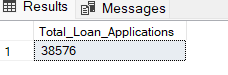 Results Messages
Total_Loan_Applications
1 38576